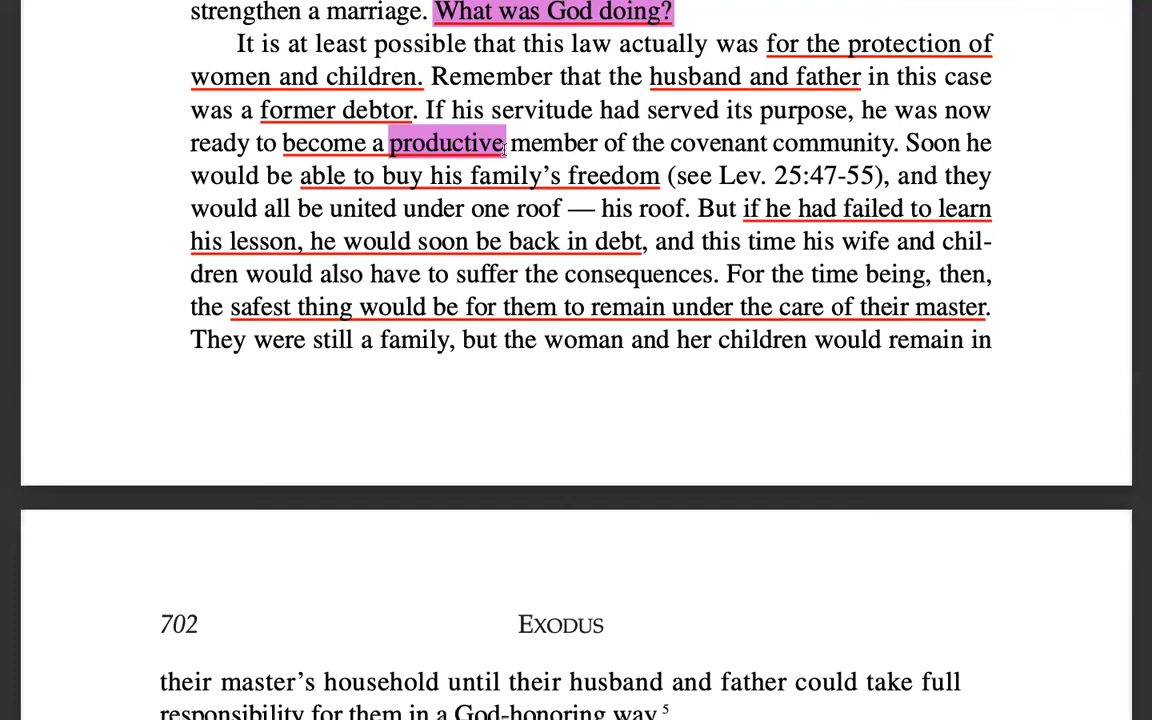 strengthen a marriage. What was God doing?
It is at least possible that this law actually was for the protection of
women and children. Remember that the husband and father in this case
was a former debtor. If his servitude had served its purpose, he was now
ready to become a productive member of the covenant community. Soon he
would be able to buy his family's freedom (see Lev. 25:47-55), and they
would all be united under one roof — his roof. But if he had failed to learn
his lesson, he would soon be back in debt, and this time his wife and chil-
dren would also have to suffer the consequences. For the time being, then,
the safest thing would be for them to remain under the care of their master.
They were still a family, but the woman and her children would remain in
702 EXODUS
their master's household until their husband and father could take full
responsibility for them in a God-honoring way.5